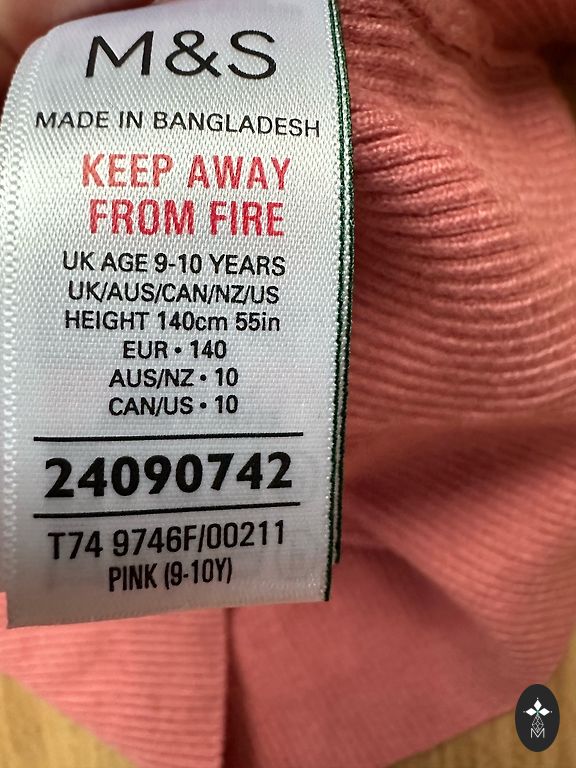 M&S
MADE IN BANGLADESH
KEEP AWAY
FROM FIRE
UK AGE 9-10 YEARS
UK/AUS/CAN/NZ/US
HEIGHT 140cm 55in
EUR • 140
AUS/NZ • 10
CAN/US • 10
24090742
T74 9746F/00211
PINK (9-10Y)
M